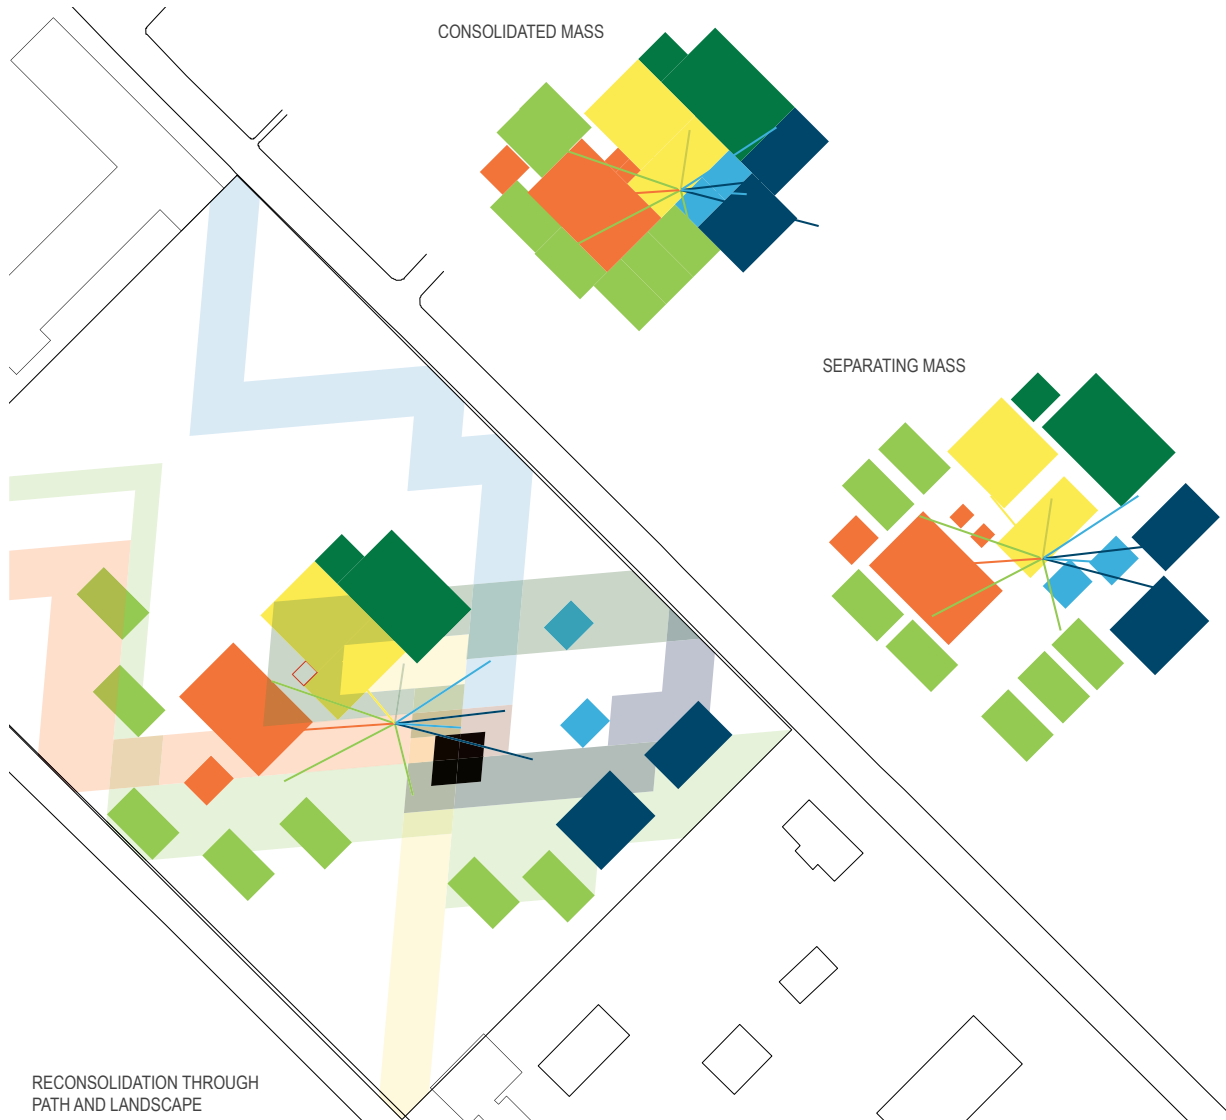 CONSOLIDATED MASS
SEPARATING MASS
RECONSOLIDATION THROUGH
PATH AND LANDSCAPE